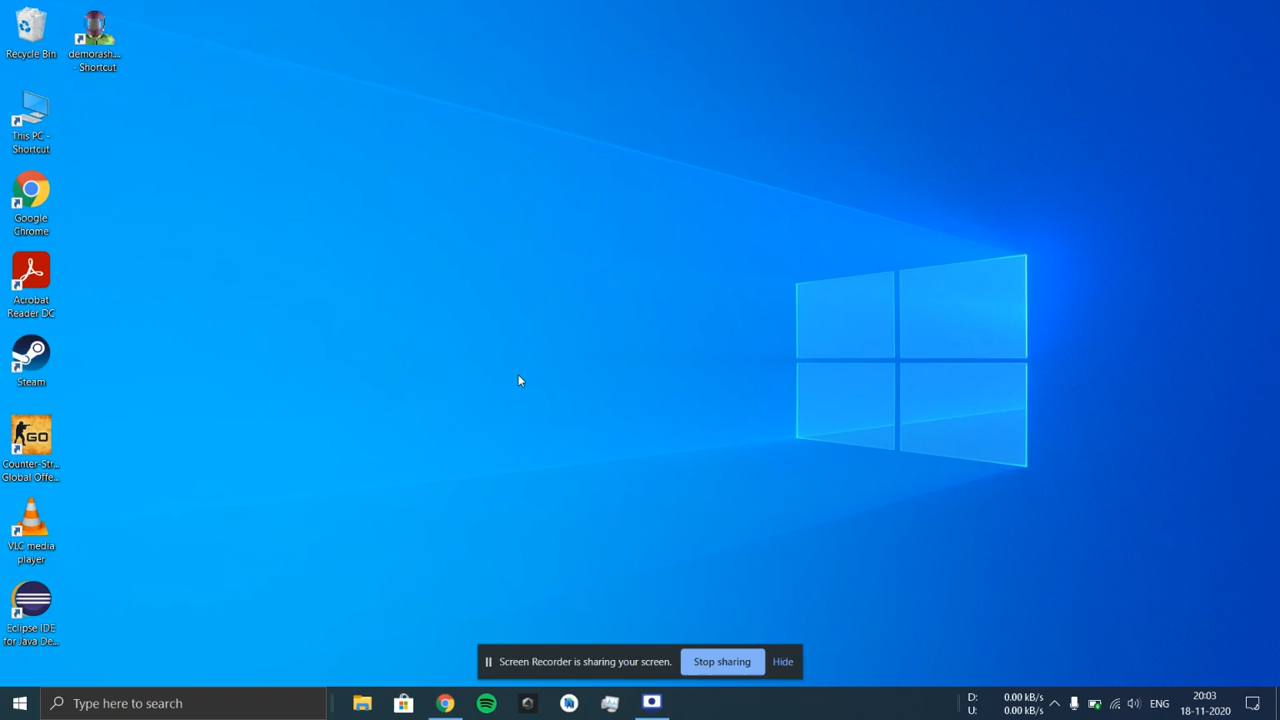 Recycle Bin
demorash...
- Shortcut
This PC -
Shortcut
Google
Chrome
Acrobat
Reader DC
Steam
GO
Counter-Str...
Global Offe...
VLC media
player
Eclipse IDE
for Java De...
Screen Recorder is sharing your screen.
Stop sharing
Hide
Type here to search
D: 0.00 kB/s
U: 0.00 kB/s
ENG
20:03
18-11-2020